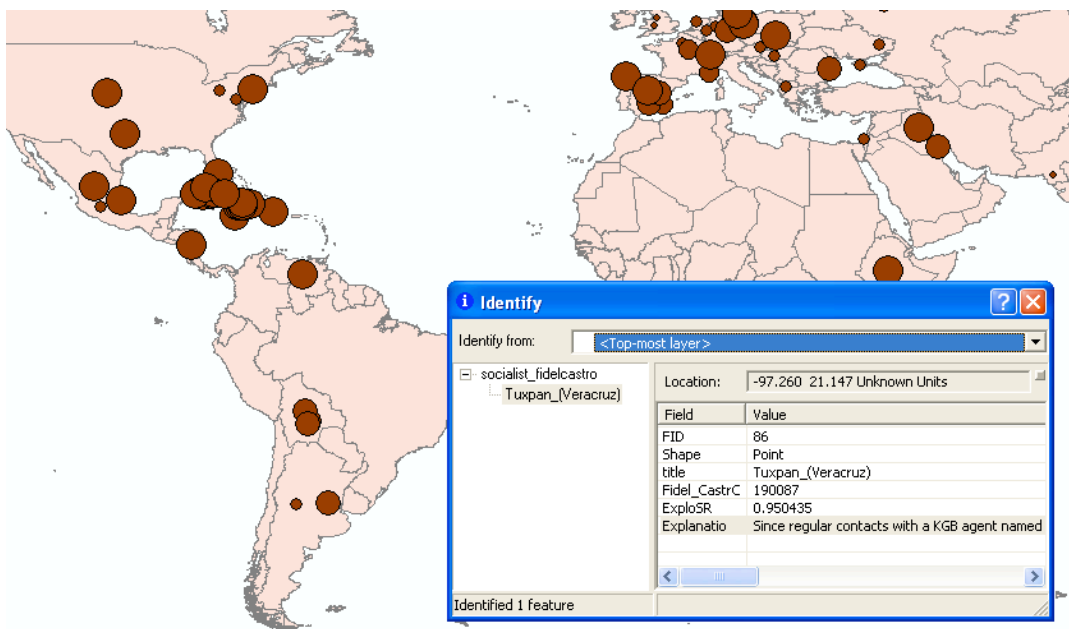 Identify
Identify from: <Top-most layer>
socialist_fidelcastro
Tuxpan_(Veracruz)
Location: -97.260 21.147 Unknown Units
Field Value
FID 86
Shape Point
title Tuxpan_(Veracruz)
Fidel_CastrC 190087
ExploSR 0.950435
Explanatio Since regular contacts with a KGB agent named
Identified 1 feature